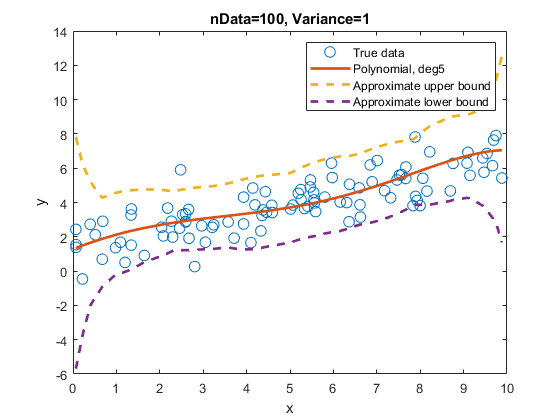 nData=100, Variance=1
True data
Polynomial, deg5
Approximate upper bound
Approximate lower bound
14
12
10
8
6
4
2
0
-2
-4
-6
y
0 1 2 3 4 5 6 7 8 9 10
x